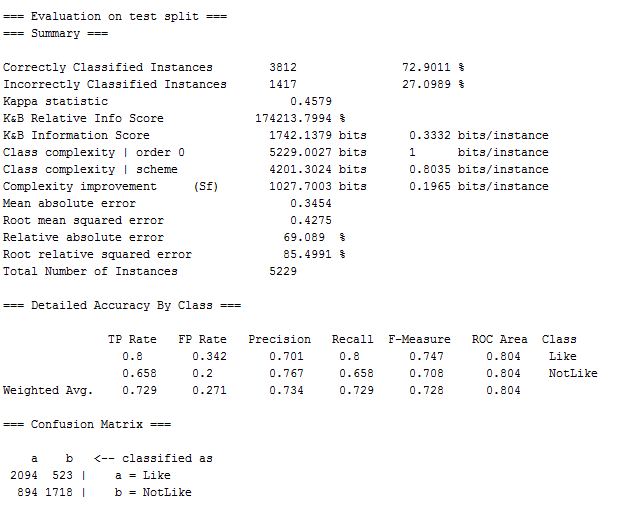 === Evaluation on test split ===
=== Summary ===
Correctly Classified Instances 3812 72.9011 %
Incorrectly Classified Instances 1417 27.0989 %
Kappa statistic 0.4579
K&B Relative Info Score 174213.7994 %
K&B Information Score 1742.1379 bits 0.3332 bits/instance
Class complexity | order 0 5229.0027 bits 1 bits/instance
Class complexity | scheme 4201.3024 bits 0.8035 bits/instance
Complexity improvement (Sf) 1027.7003 bits 0.1965 bits/instance
Mean absolute error 0.3454
Root mean squared error 0.4275
Relative absolute error 69.089 %
Root relative squared error 85.4991 %
Total Number of Instances 5229
=== Detailed Accuracy By Class ===
TP Rate FP Rate Precision Recall F-Measure ROC Area Class
0.8 0.342 0.701 0.8 0.747 0.804 Like
0.658 0.2 0.767 0.658 0.708 0.804 NotLike
Weighted Avg. 0.729 0.271 0.734 0.729 0.728 0.804
=== Confusion Matrix ===
a b <-- classified as
2094 523 | a = Like
894 1718 | b = NotLike